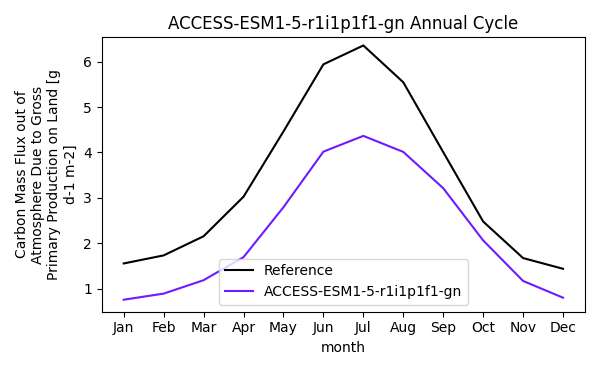 ACCESS-ESM1-5-r1i1p1f1-gn Annual Cycle
Carbon Mass Flux out of
Atmosphere Due to Gross
Primary Production on Land [g
d-1 m-2]
6
5
4
3
2
1
Reference
ACCESS-ESM1-5-r1i1p1f1-gn
Jan Feb Mar Apr May Jun Jul Aug Sep Oct Nov Dec
month